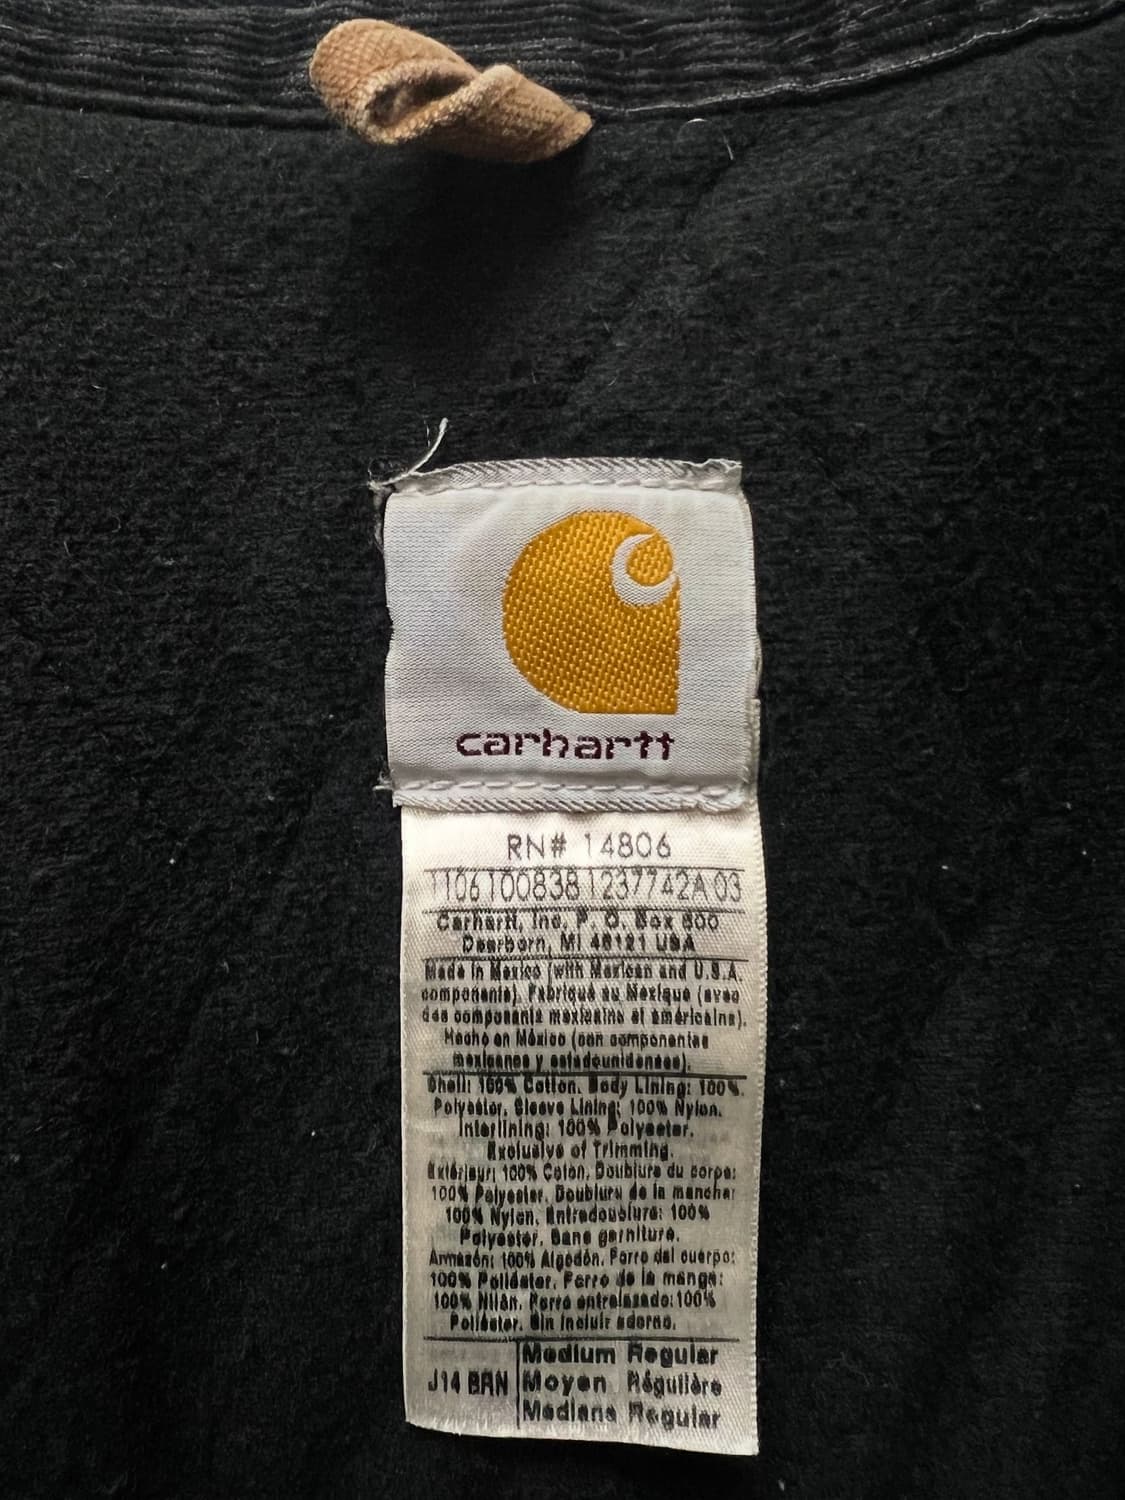 carhartt
RN# 14806
1106100838 1237742A 03
Carhartt, Inc, P. O. Box 600
Dearborn, MI 48121 USA
Made in Mexico (with Mexican and U.S.A.
components). Fabriqué au Mexique (avec
des composants mexicains et américains).
Hecho en México (con componentes
mexicanos y estadounidenses).
Shell: 100% Cotton. Body Lining: 100%
Polyester. Sleeve Lining: 100% Nylon.
Interlining: 100% Polyester.
Exclusive of Trimming.
Extérieur: 100% Coton. Doublure du corps:
100% Polyester. Doublure de la manche:
100% Nylon. Entredoublure: 100%
Polyester. Sans garniture.
Armazón: 100% Algodón. Forro del cuerpo:
100% Poliéster. Forro de la manga:
100% Nilón. Forro entrelazado: 100%
Poliéster. Sin incluir adorno.
Medium Regular
J14 BRN Moyen Régulière
Mediana Regular